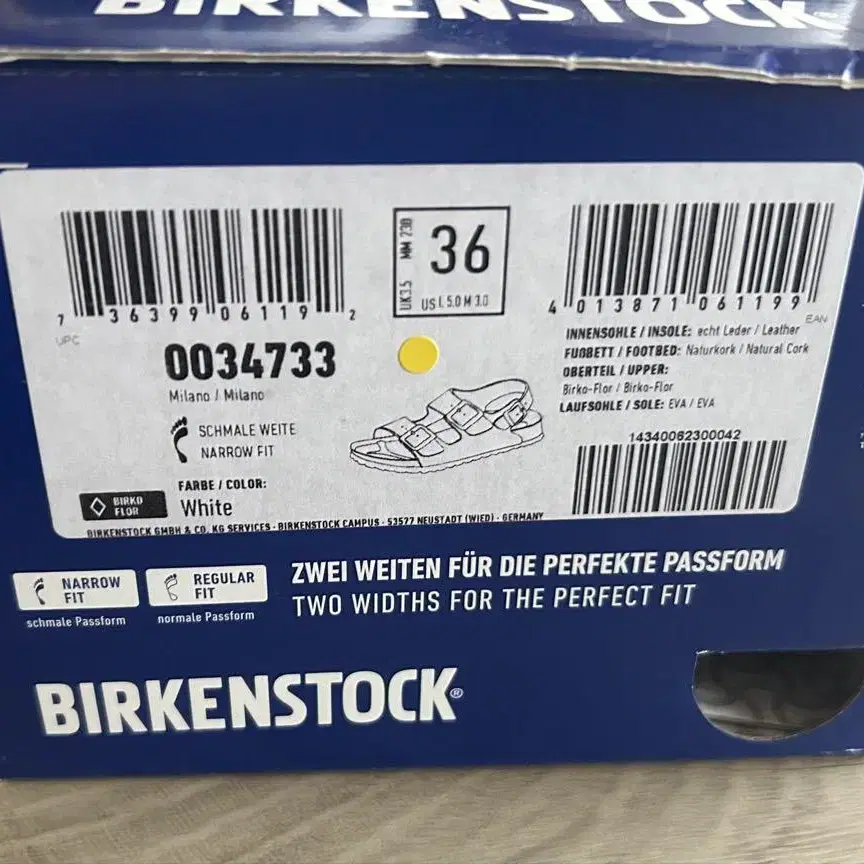 BIRKENSTOCK
7 36399 06119 2
UPC
UK3.5 MM 230
36
US L 5.0 M 3.0
4 013871 061199
EAN
0034733
Milano / Milano
SCHMALE WEITE
NARROW FIT
FARBE / COLOR:
White
BIRKO
FLOR
INNENSOHLE / INSOLE: echt Leder / Leather
FUßBETT / FOOTBED: Naturkork / Natural Cork
OBERTEIL / UPPER:
Birko-Flor / Birko-Flor
LAUFSOHLE / SOLE: EVA / EVA
14340062300042
BIRKENSTOCK GMBH & CO. KG SERVICES · BIRKENSTOCK CAMPUS · 53577 NEUSTADT (WIED) · GERMANY
NARROW
FIT
schmale Passform
REGULAR
FIT
normale Passform
ZWEI WEITEN FÜR DIE PERFEKTE PASSFORM
TWO WIDTHS FOR THE PERFECT FIT
BIRKENSTOCK®